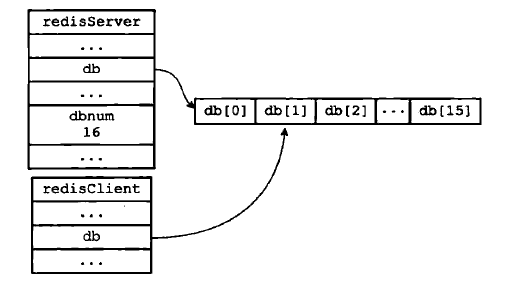 redisServer
...
db
...
dbnum
16
...
db[0] db[1] db[2] ... db[15]
redisClient
...
db
...